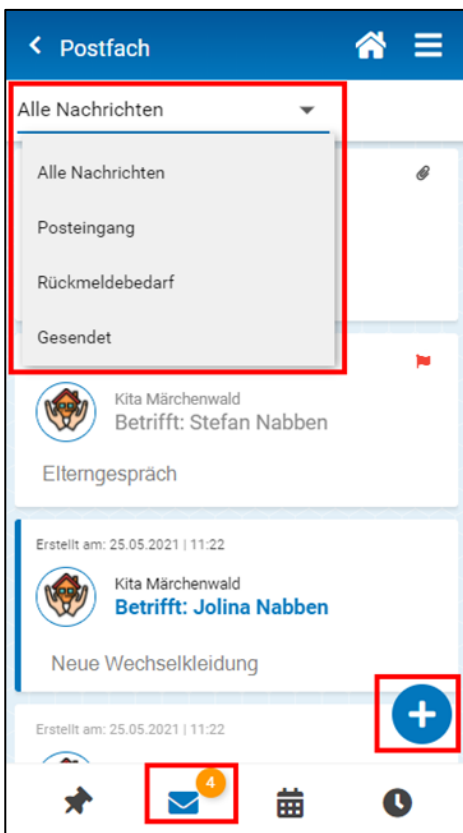 Postfach
Alle Nachrichten
Alle Nachrichten
Posteingang
Rückmeldebedarf
Gesendet
Kita Märchenwald
Betrifft: Stefan Nabben
Elterngespräch
Erstellt am: 25.05.2021 | 11:22
Kita Märchenwald
Betrifft: Jolina Nabben
Neue Wechselkleidung
Erstellt am: 25.05.2021 | 11:22
4